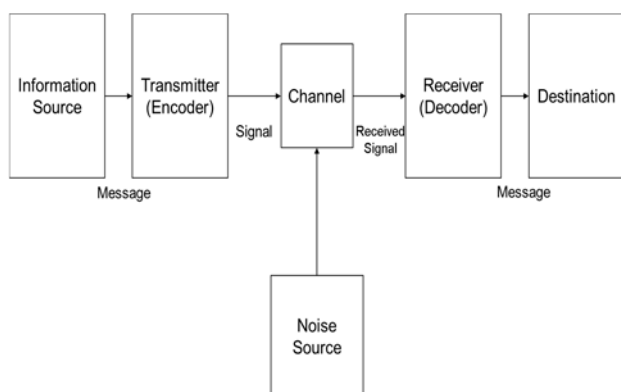 Information
Source
Transmitter
(Encoder)
Channel
Receiver
(Decoder)
Destination
Signal
Received
Signal
Message
Message
Noise
Source